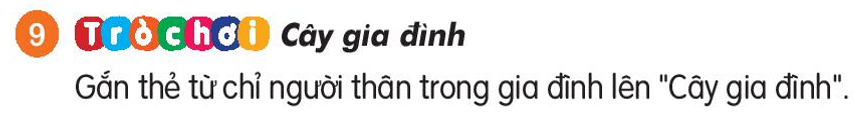 9 Trò chơi Cây gia đình
Gắn thẻ từ chỉ người thân trong gia đình lên "Cây gia đình".